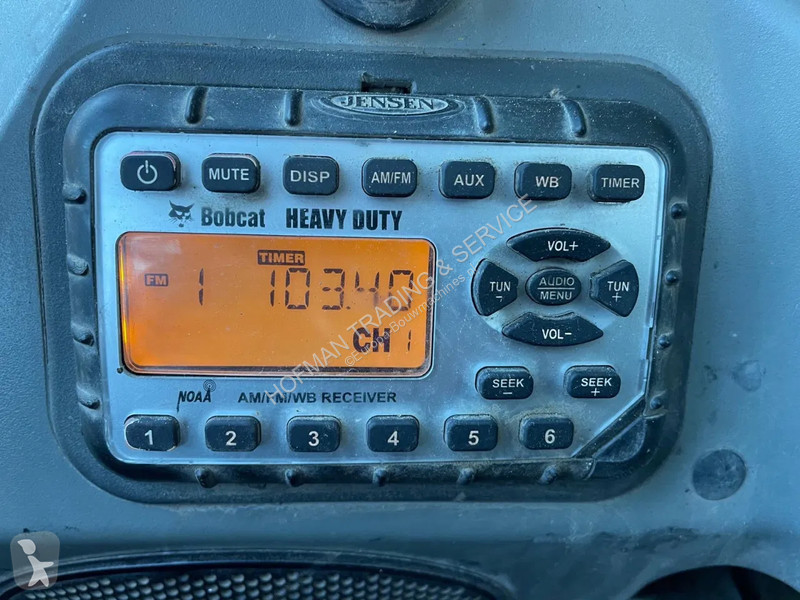 JENSEN
MUTE DISP AM/FM AUX WB TIMER
Bobcat HEAVY DUTY
TIMER
FM 1 103.40
CH 1
VOL+
TUN - AUDIO MENU TUN +
VOL-
SEEK - SEEK +
NOAA AM/FM/WB RECEIVER
1 2 3 4 5 6
HOFMAN TRADING & SERVICE